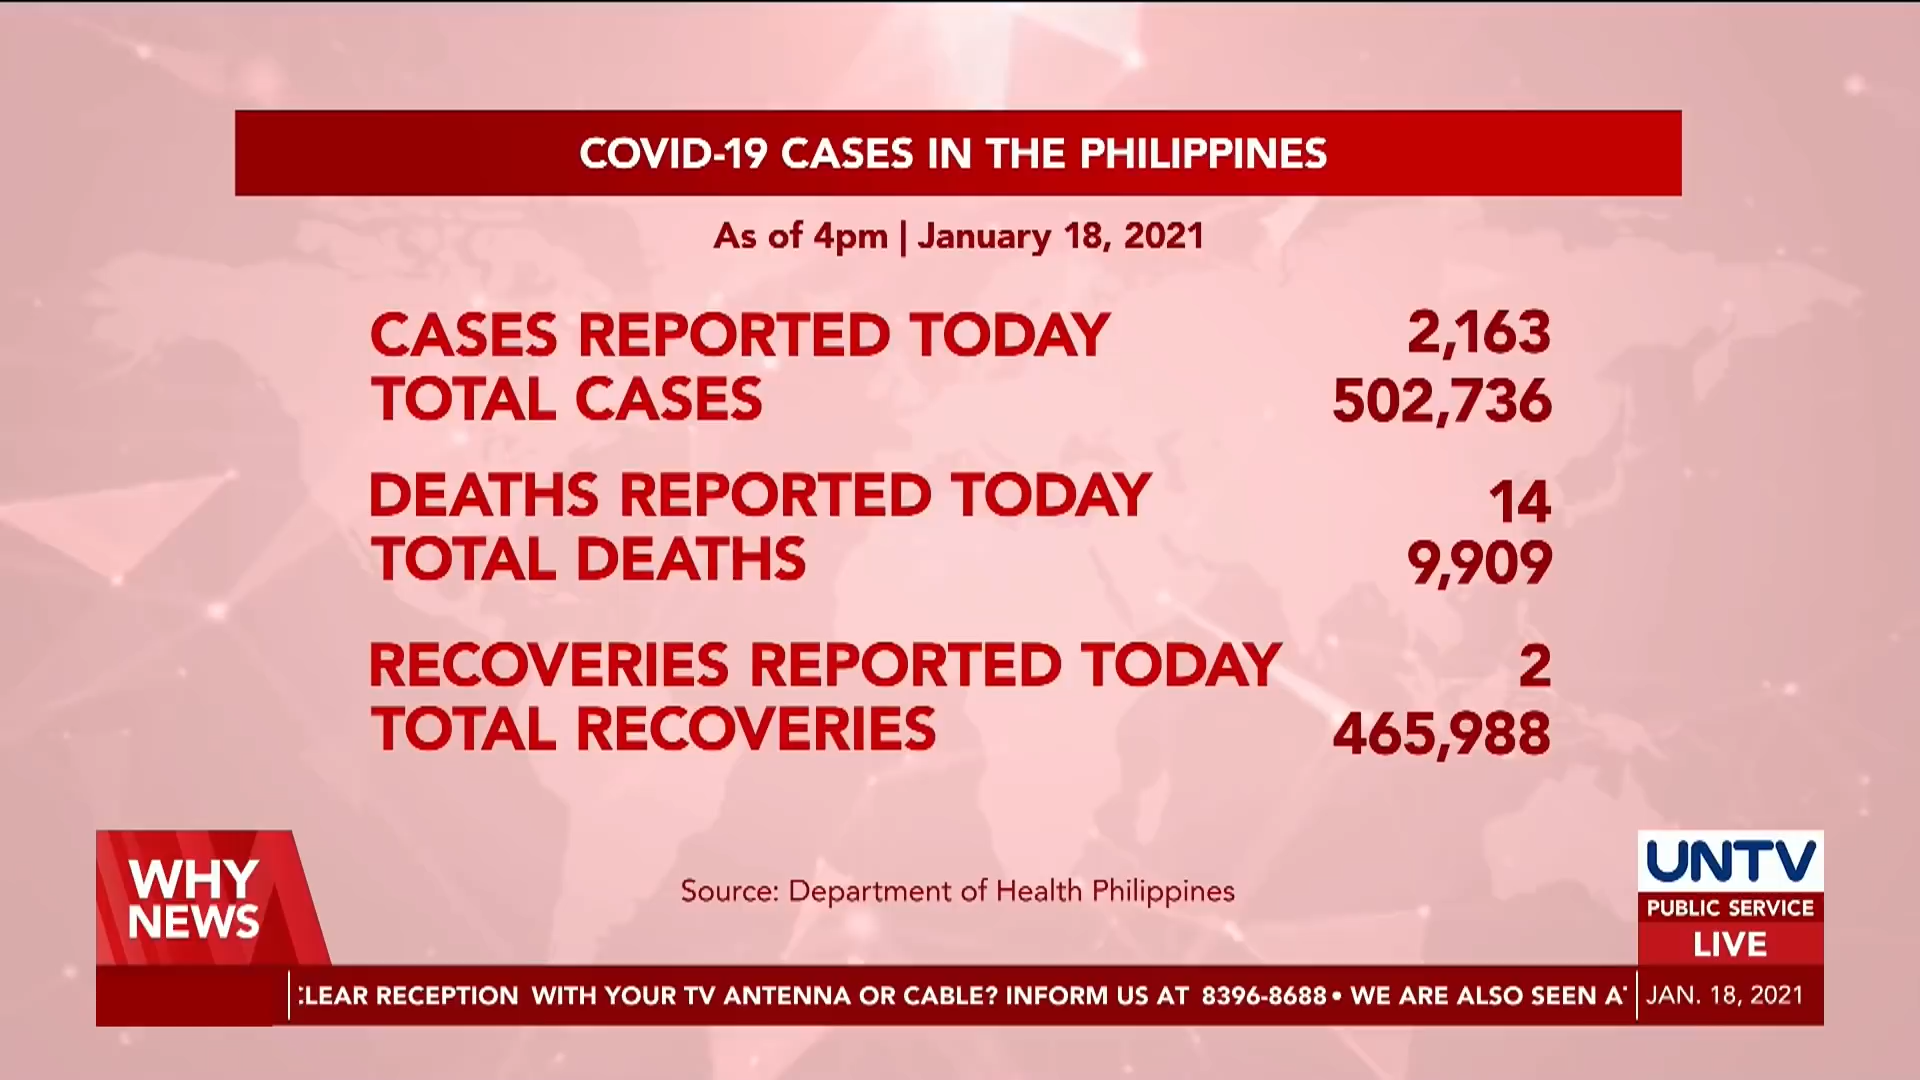 COVID-19 CASES IN THE PHILIPPINES
As of 4pm | January 18, 2021
CASES REPORTED TODAY 2,163
TOTAL CASES 502,736
DEATHS REPORTED TODAY 14
TOTAL DEATHS 9,909
RECOVERIES REPORTED TODAY 2
TOTAL RECOVERIES 465,988
Source: Department of Health Philippines
WHY
NEWS
UNTV
PUBLIC SERVICE
LIVE
RECEPTION WITH YOUR TV ANTENNA OR CABLE? INFORM US AT 8396-8688 • WE ARE ALSO SEEN
JAN. 18, 2021